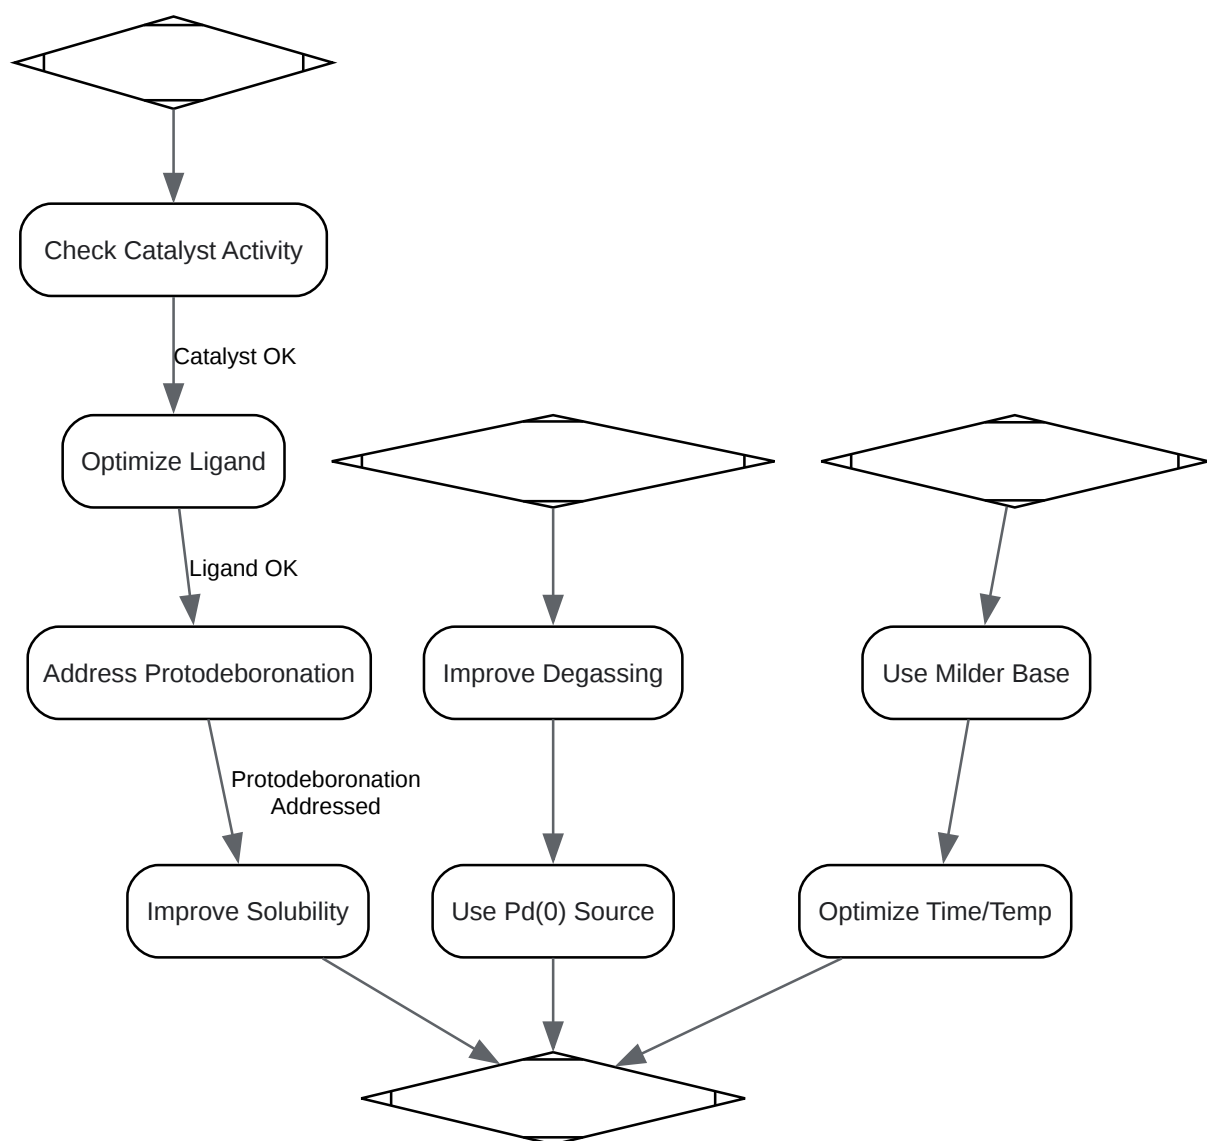 Check Catalyst Activity
Catalyst OK
Optimize Ligand
Ligand OK
Address Protodeboronation
Improve Degassing
Use Milder Base
Protodeboronation
Addressed
Improve Solubility
Use Pd(0) Source
Optimize Time/Temp